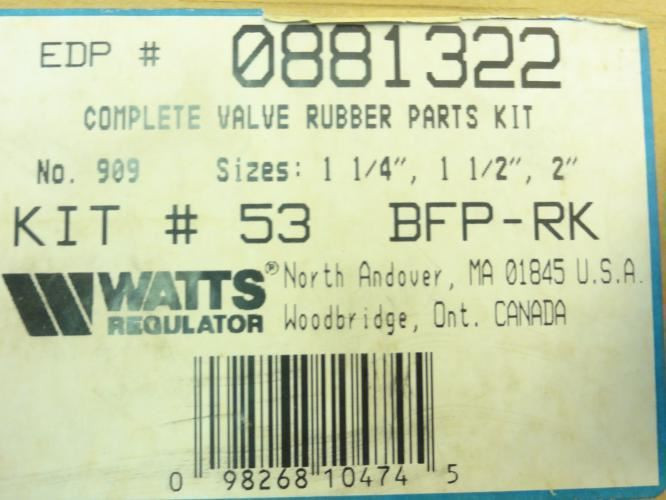 EDP # 0881322
COMPLETE VALVE RUBBER PARTS KIT
No. 909 Sizes: 1 1/4", 1 1/2", 2"
KIT # 53 BFP-RK
WATTS® North Andover, MA 01845 U.S.A.
REGULATOR Woodbridge, Ont. CANADA
0 98268 10474 5